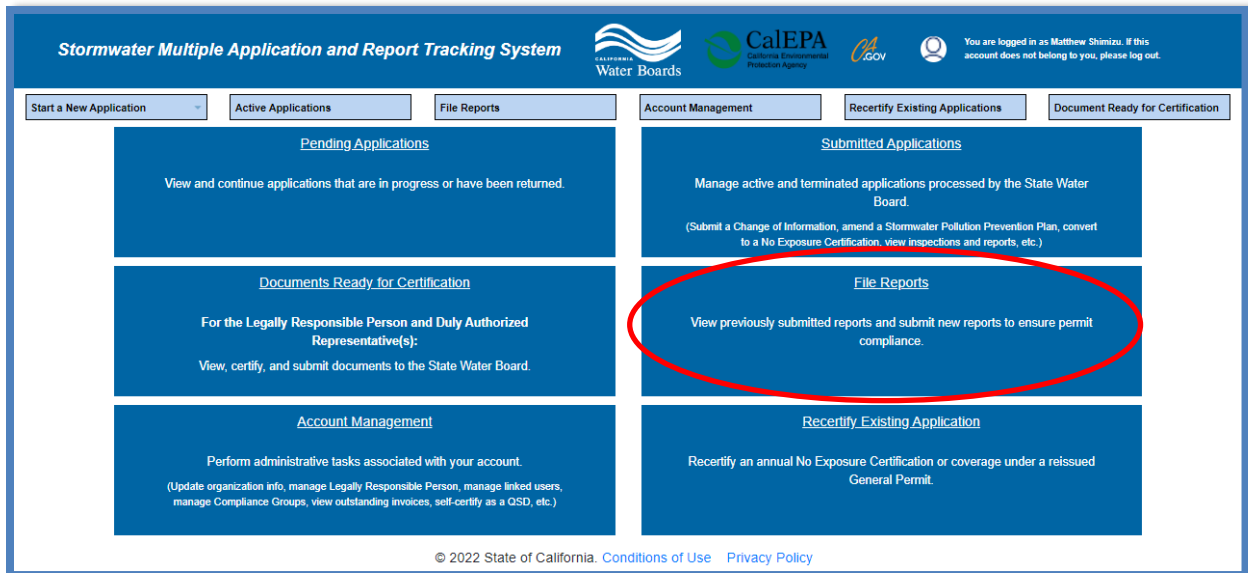 Stormwater Multiple Application and Report Tracking System
CALIFORNIA
Water Boards
CalEPA
California Environmental
Protection Agency
CA.GOV
You are logged in as Matthew Shimizu. If this
account does not belong to you, please log out.
Start a New Application
Active Applications
File Reports
Account Management
Recertify Existing Applications
Document Ready for Certification
Pending Applications
View and continue applications that are in progress or have been returned.
Submitted Applications
Manage active and terminated applications processed by the State Water
Board.
(Submit a Change of Information, amend a Stormwater Pollution Prevention Plan, convert
to a No Exposure Certification, view inspections and reports, etc.)
Documents Ready for Certification
For the Legally Responsible Person and Duly Authorized
Representative(s):
View, certify, and submit documents to the State Water Board.
File Reports
View previously submitted reports and submit new reports to ensure permit
compliance.
Account Management
Perform administrative tasks associated with your account.
(Update organization info, manage Legally Responsible Person, manage linked users,
manage Compliance Groups, view outstanding invoices, self-certify as a QSD, etc.)
Recertify Existing Application
Recertify an annual No Exposure Certification or coverage under a reissued
General Permit.
© 2022 State of California. Conditions of Use Privacy Policy